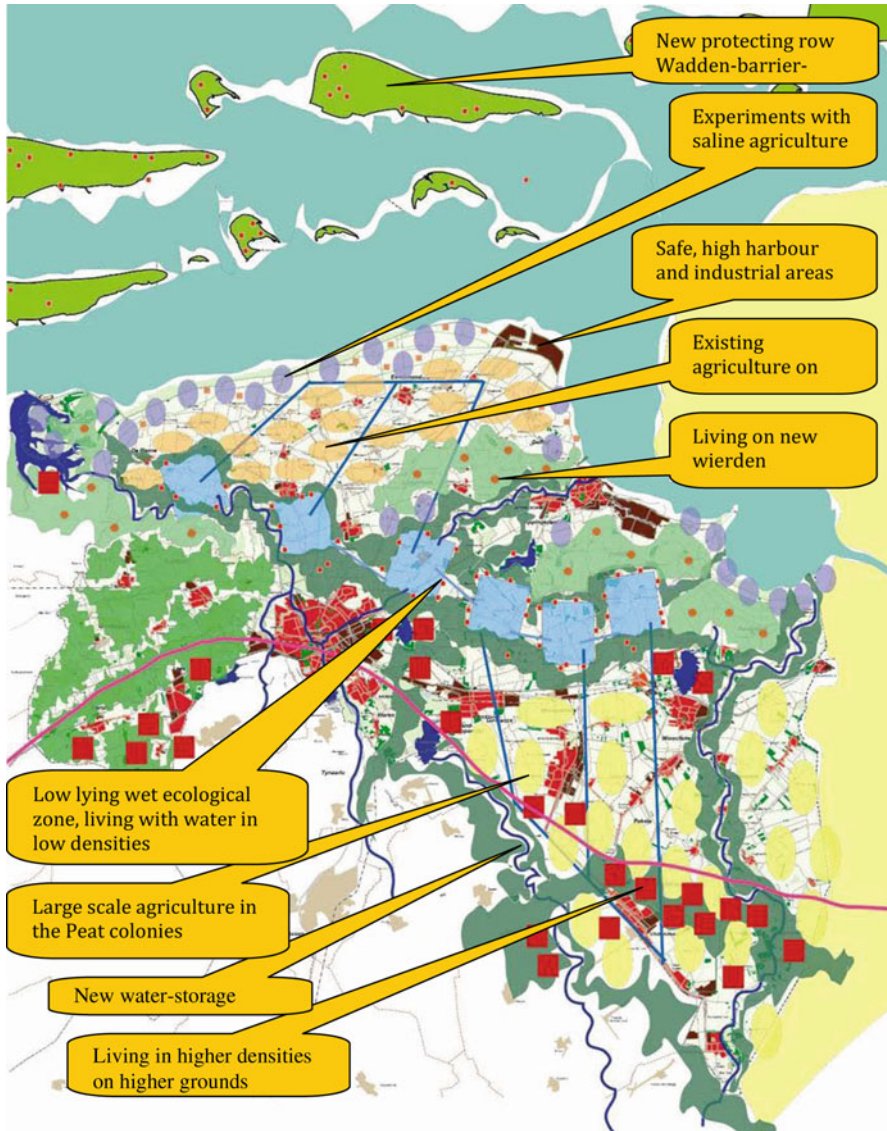 New protecting row
Wadden-barrier-
Experiments with
saline agriculture
Safe, high harbour
and industrial areas
Existing
agriculture on
Living on new
wierden
Low lying wet ecological
zone, living with water in
low densities
Large scale agriculture in
the Peat colonies
New water-storage
Living in higher densities
on higher grounds